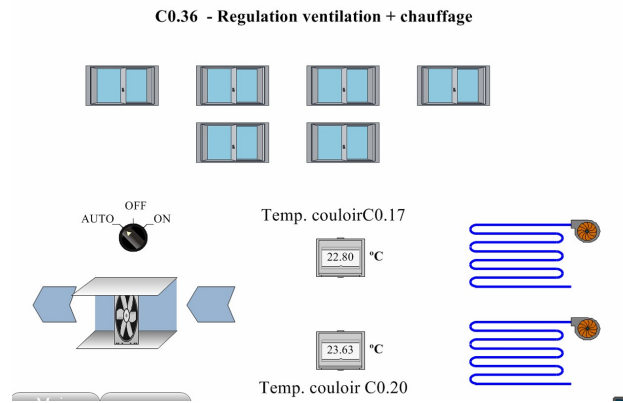 C0.36 - Regulation ventilation + chauffage
OFF
AUTO
ON
Temp. couloirC0.17
22.80 ºC
23.63 ºC
Temp. couloir C0.20